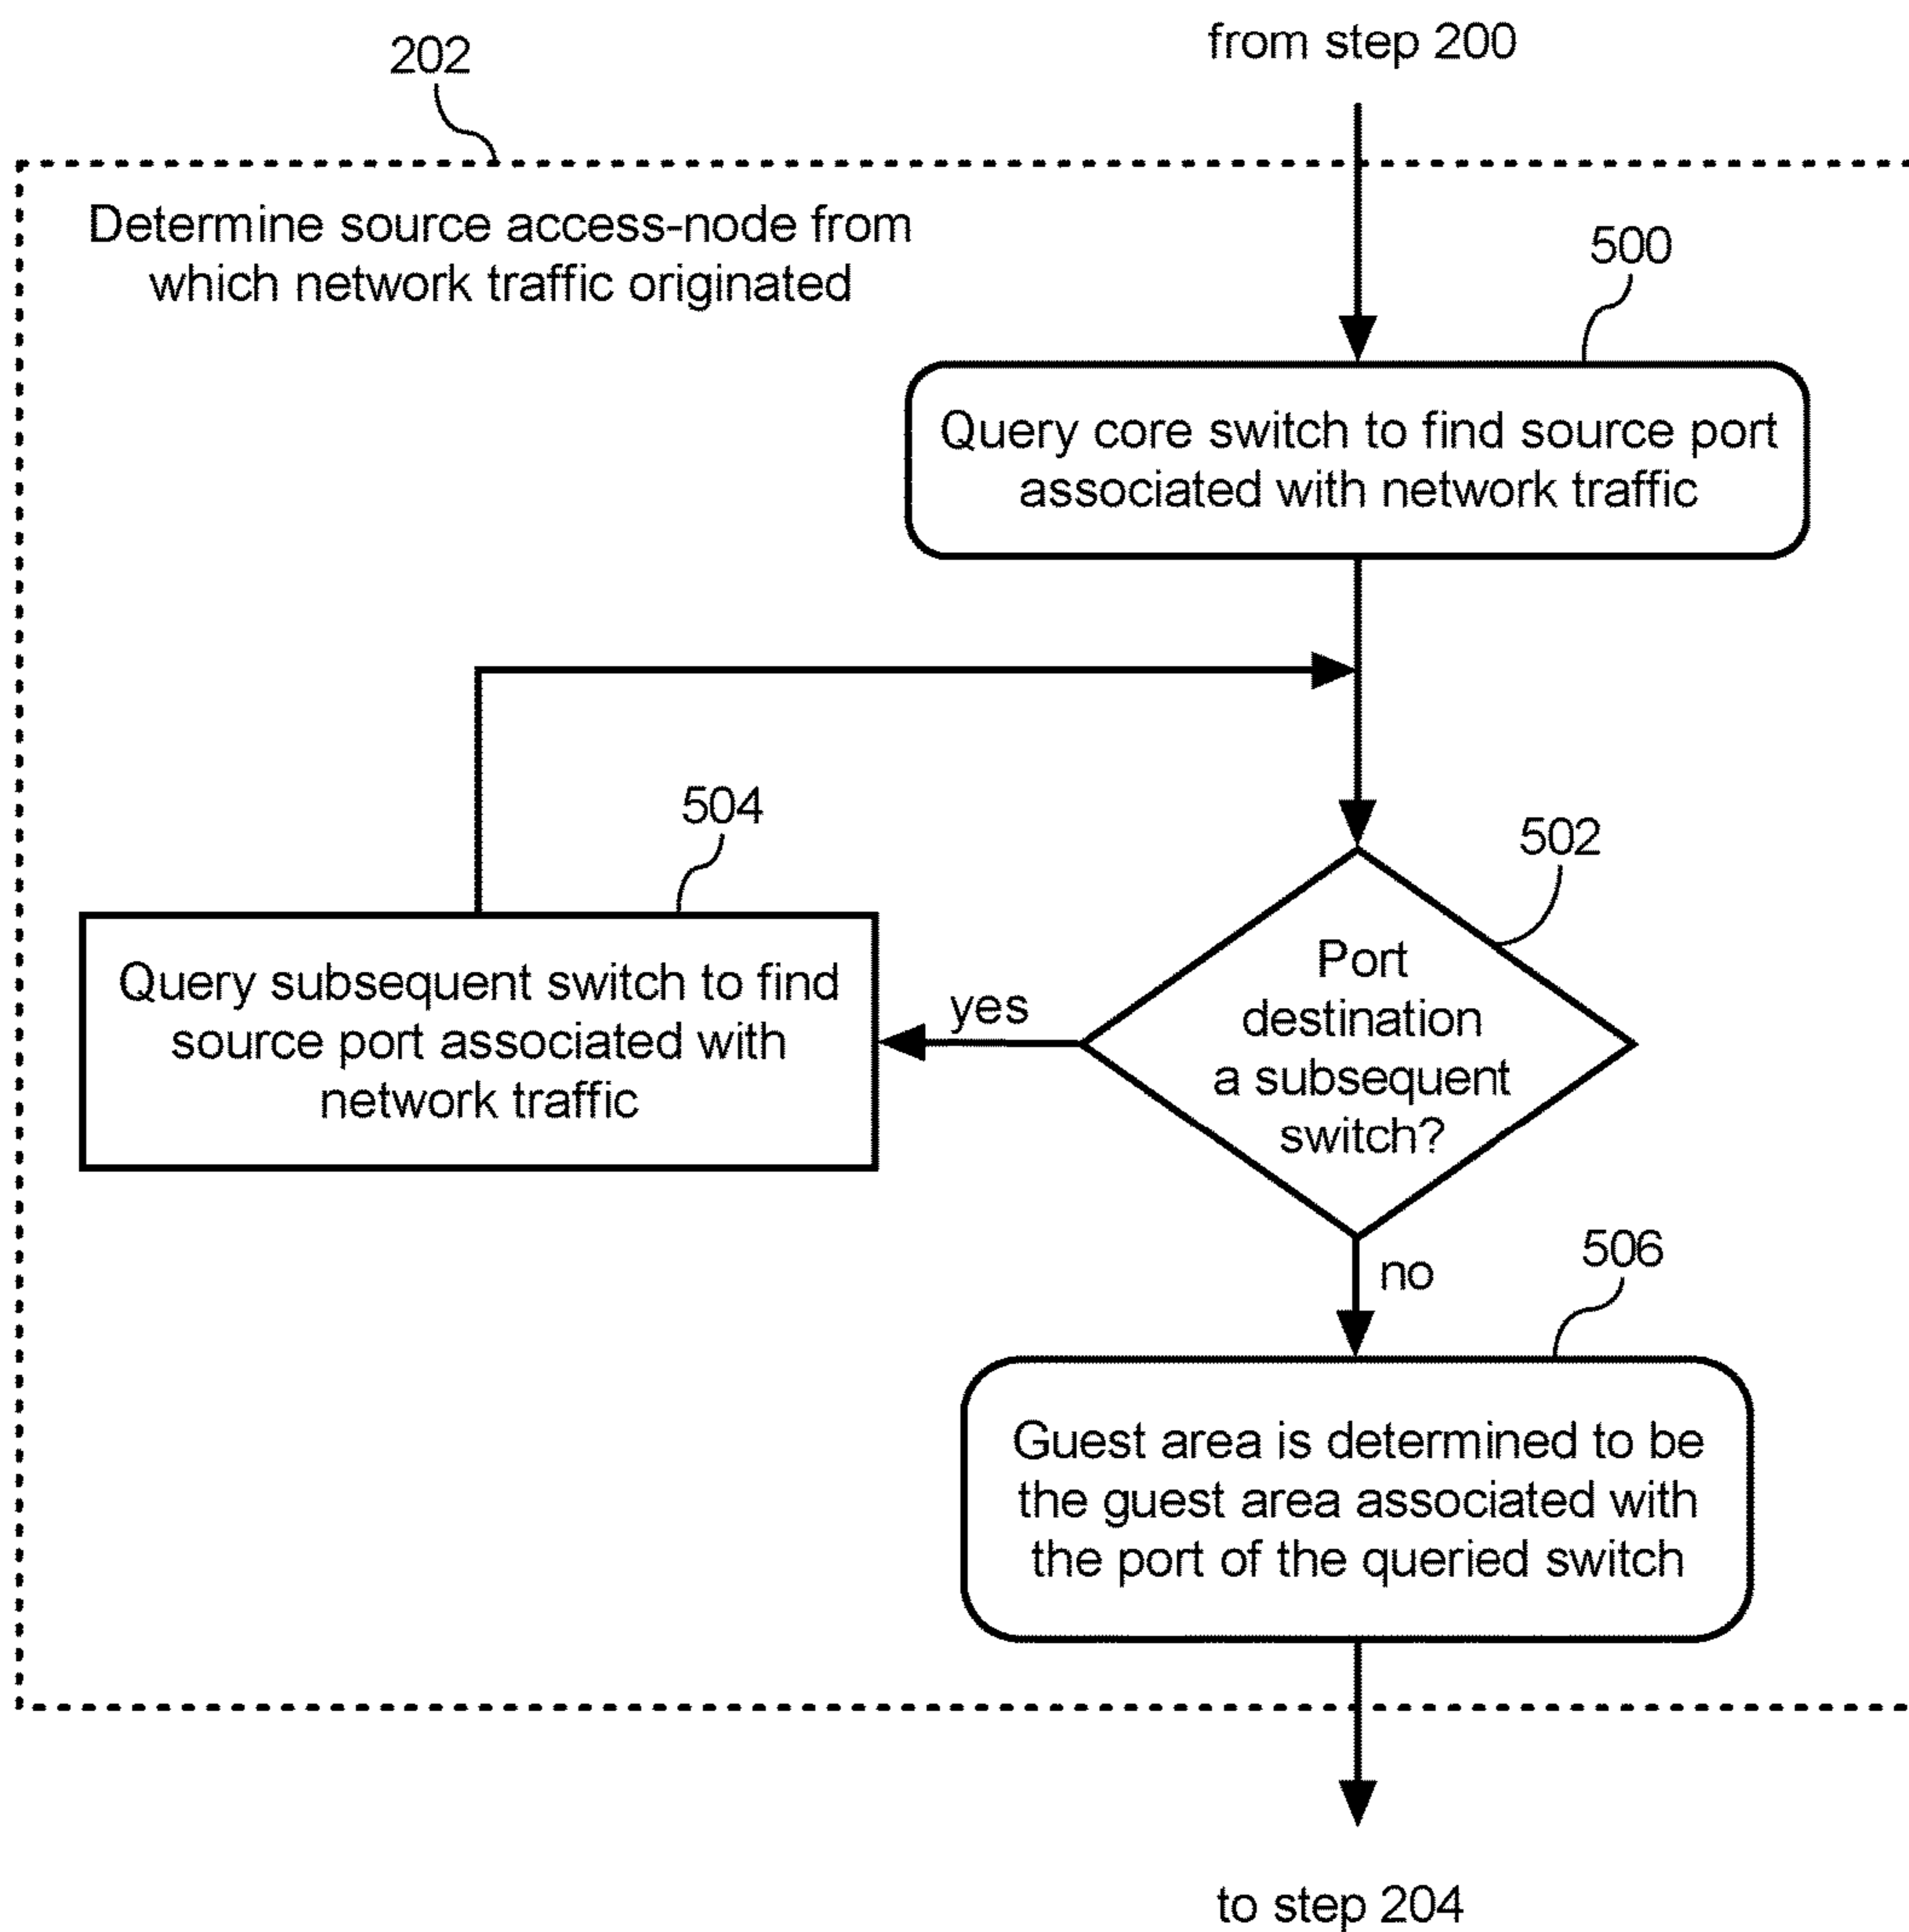 from step 200
202
Determine source access-node from
which network traffic originated
500
Query core switch to find source port
associated with network traffic
504
502
Port
destination
a subsequent
switch?
yes
Query subsequent switch to find
source port associated with
network traffic
no
506
Guest area is determined to be
the guest area associated with
the port of the queried switch
to step 204